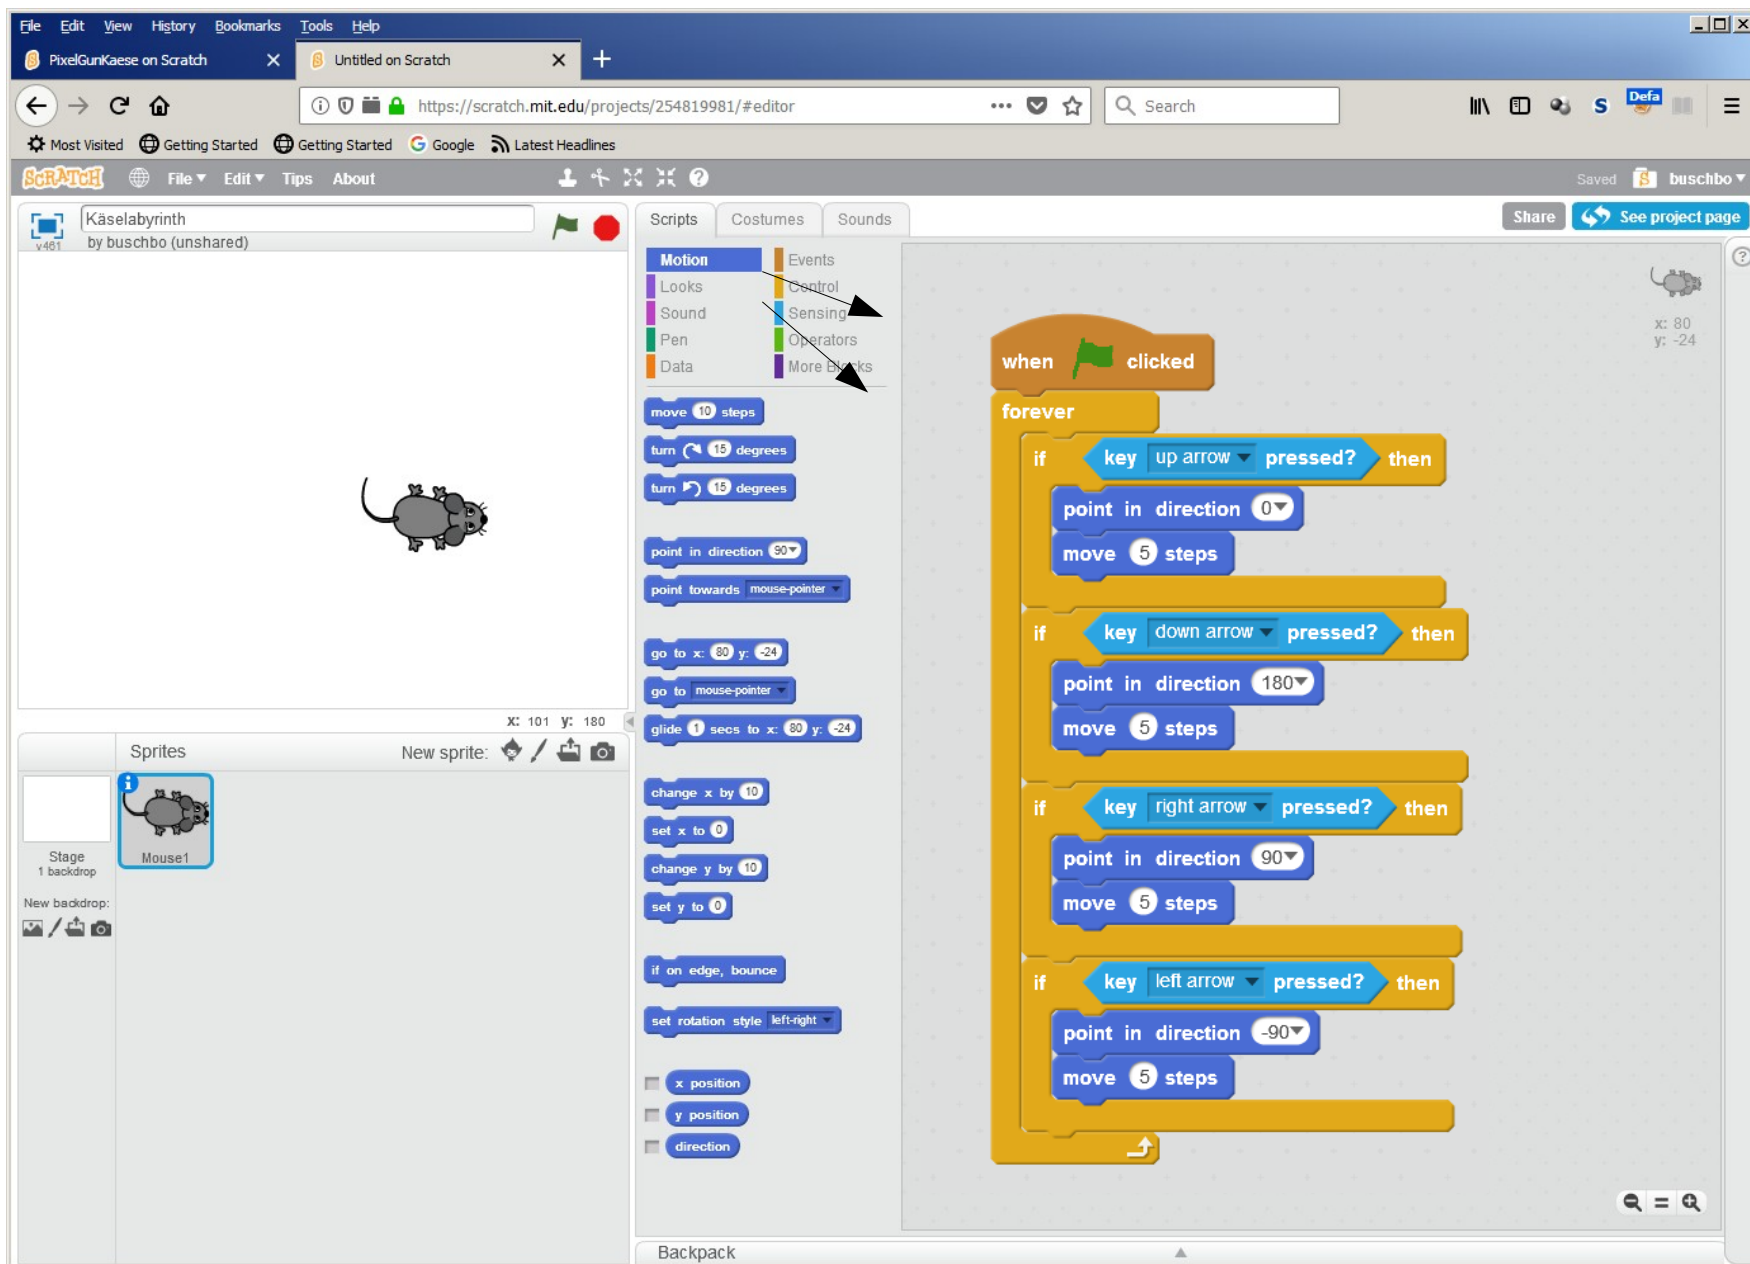 File Edit View History Bookmarks Tools Help
PixelGunKaese on Scratch
Untitled on Scratch
https://scratch.mit.edu/projects/254819981/#editor
Search
S
Defa
Most Visited Getting Started Getting Started Google Latest Headlines
SCRATCH File Edit Tips About
Saved buschbo
v461
Käselabyrinth
by buschbo (unshared)
Scripts Costumes Sounds
Share
See project page
Motion
Looks
Sound
Pen
Data
Events
Control
Sensing
Operators
More Blocks
move 10 steps
turn 15 degrees
turn 15 degrees
point in direction 90
point towards mouse-pointer
go to x: 80 y: -24
go to mouse-pointer
glide 1 secs to x: 80 y: -24
change x by 10
set x to 0
change y by 10
set y to 0
if on edge, bounce
set rotation style left-right
x position
y position
direction
x: 80
y: -24
when clicked
forever
if key up arrow pressed? then
point in direction 0
move 5 steps
if key down arrow pressed? then
point in direction 180
move 5 steps
if key right arrow pressed? then
point in direction 90
move 5 steps
if key left arrow pressed? then
point in direction -90
move 5 steps
X: 101 y: 180
Sprites New sprite:
Stage
1 backdrop
New backdrop:
Mouse1
Backpack